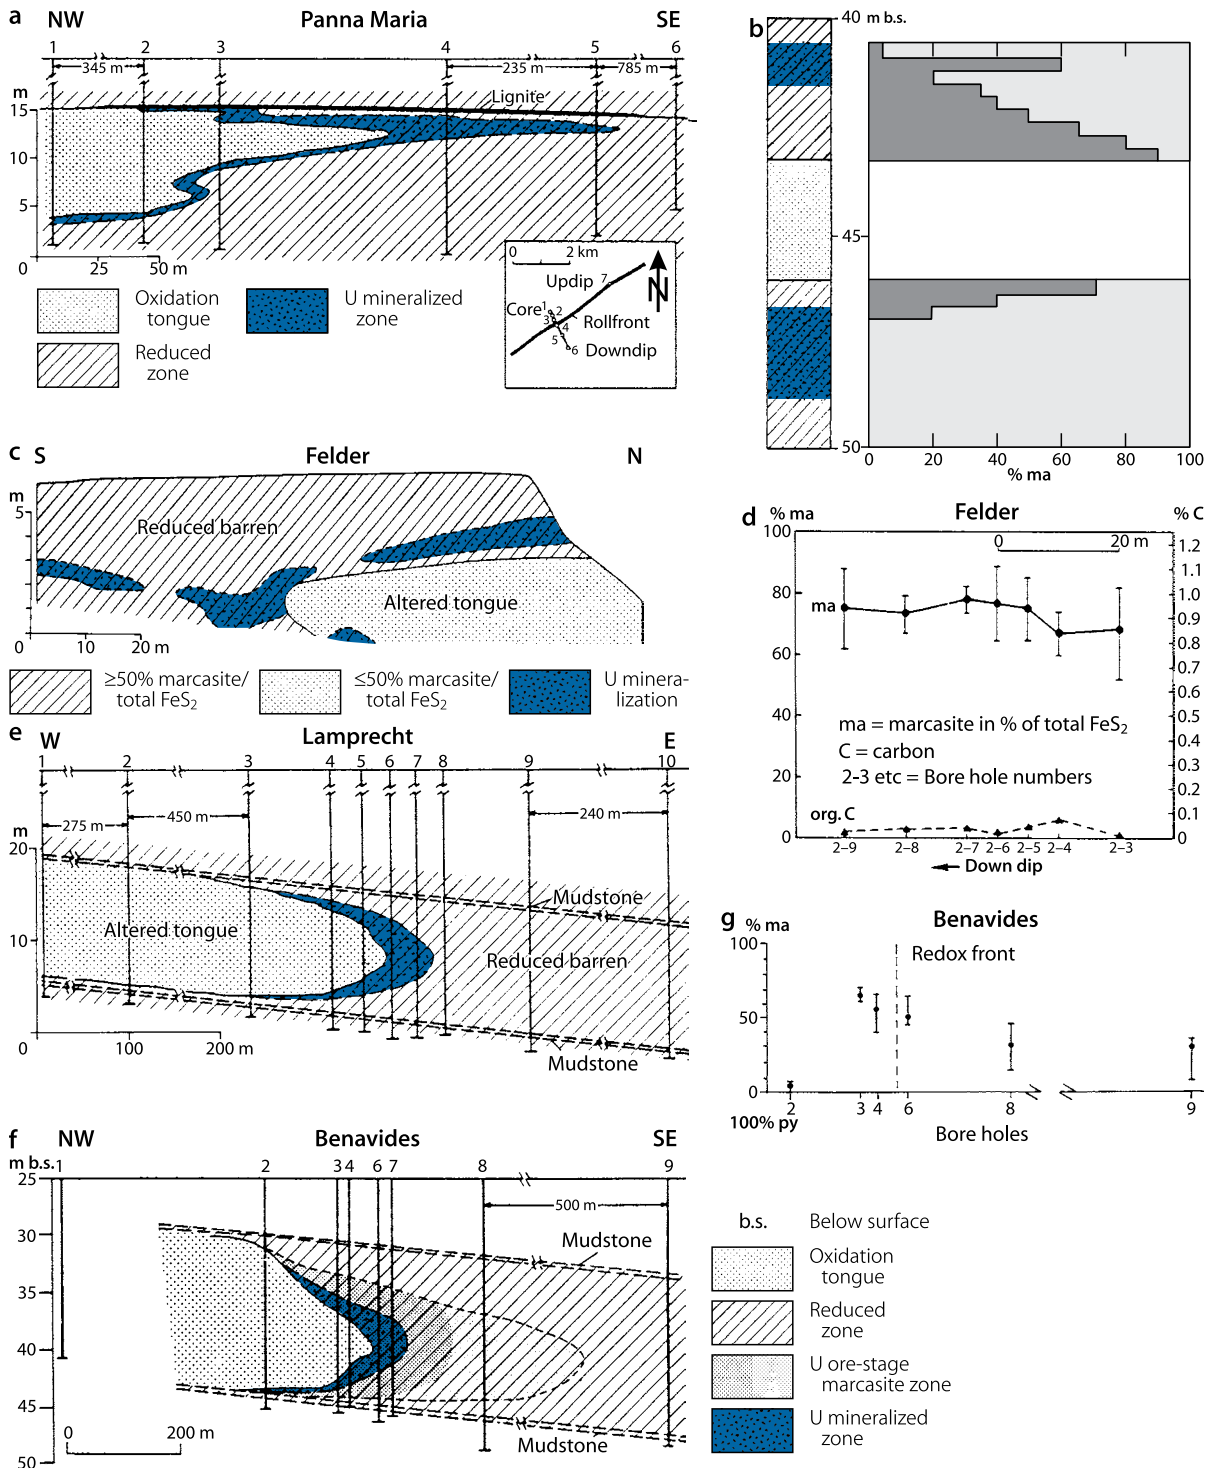 a
NW
Panna Maria
SE
1 2 3 4 5 6
345 m
235 m
785 m
m
Lignite
15
10
5
0
25
50 m
0 2 km
N
Updip
7
Core
1
2
3
4
5
6
Rollfront
Downdip
Oxidation
tongue
U mineralized
zone
Reduced
zone
b
40
m b.s.
45
50
0 20 40 60 80 100
% ma
c
S
Felder
N
m
5
Reduced barren
Altered tongue
0
0 10 20 m
≥50% marcasite/
total FeS2
≤50% marcasite/
total FeS2
U minera-
lization
d
% ma
Felder
% C
100
80
60
40
20
0
0 20 m
1.2
1.1
1.0
0.9
0.8
0.7
0.6
0.5
0.4
0.3
0.2
0.1
0
ma
ma = marcasite in % of total FeS2
C = carbon
2-3 etc = Bore hole numbers
org. C
2–9 2–8 2–7 2–6 2–5 2–4 2–3
Down dip
e
W
Lamprecht
E
1 2 3 4 5 6 7 8 9 10
275 m
450 m
240 m
m
20
10
0
Mudstone
Altered tongue
Reduced barren
100 200 m
Mudstone
f
NW
Benavides
SE
m b.s.
1 2 3 4 6 7 8 9
25
30
35
40
45
50
500 m
Mudstone
Mudstone
0 200 m
g
Benavides
% ma
100
50
0
Redox front
100% py
2 3 4 6 8 9
Bore holes
b.s. Below surface
Oxidation
tongue
Reduced
zone
U ore-stage
marcasite zone
U mineralized
zone